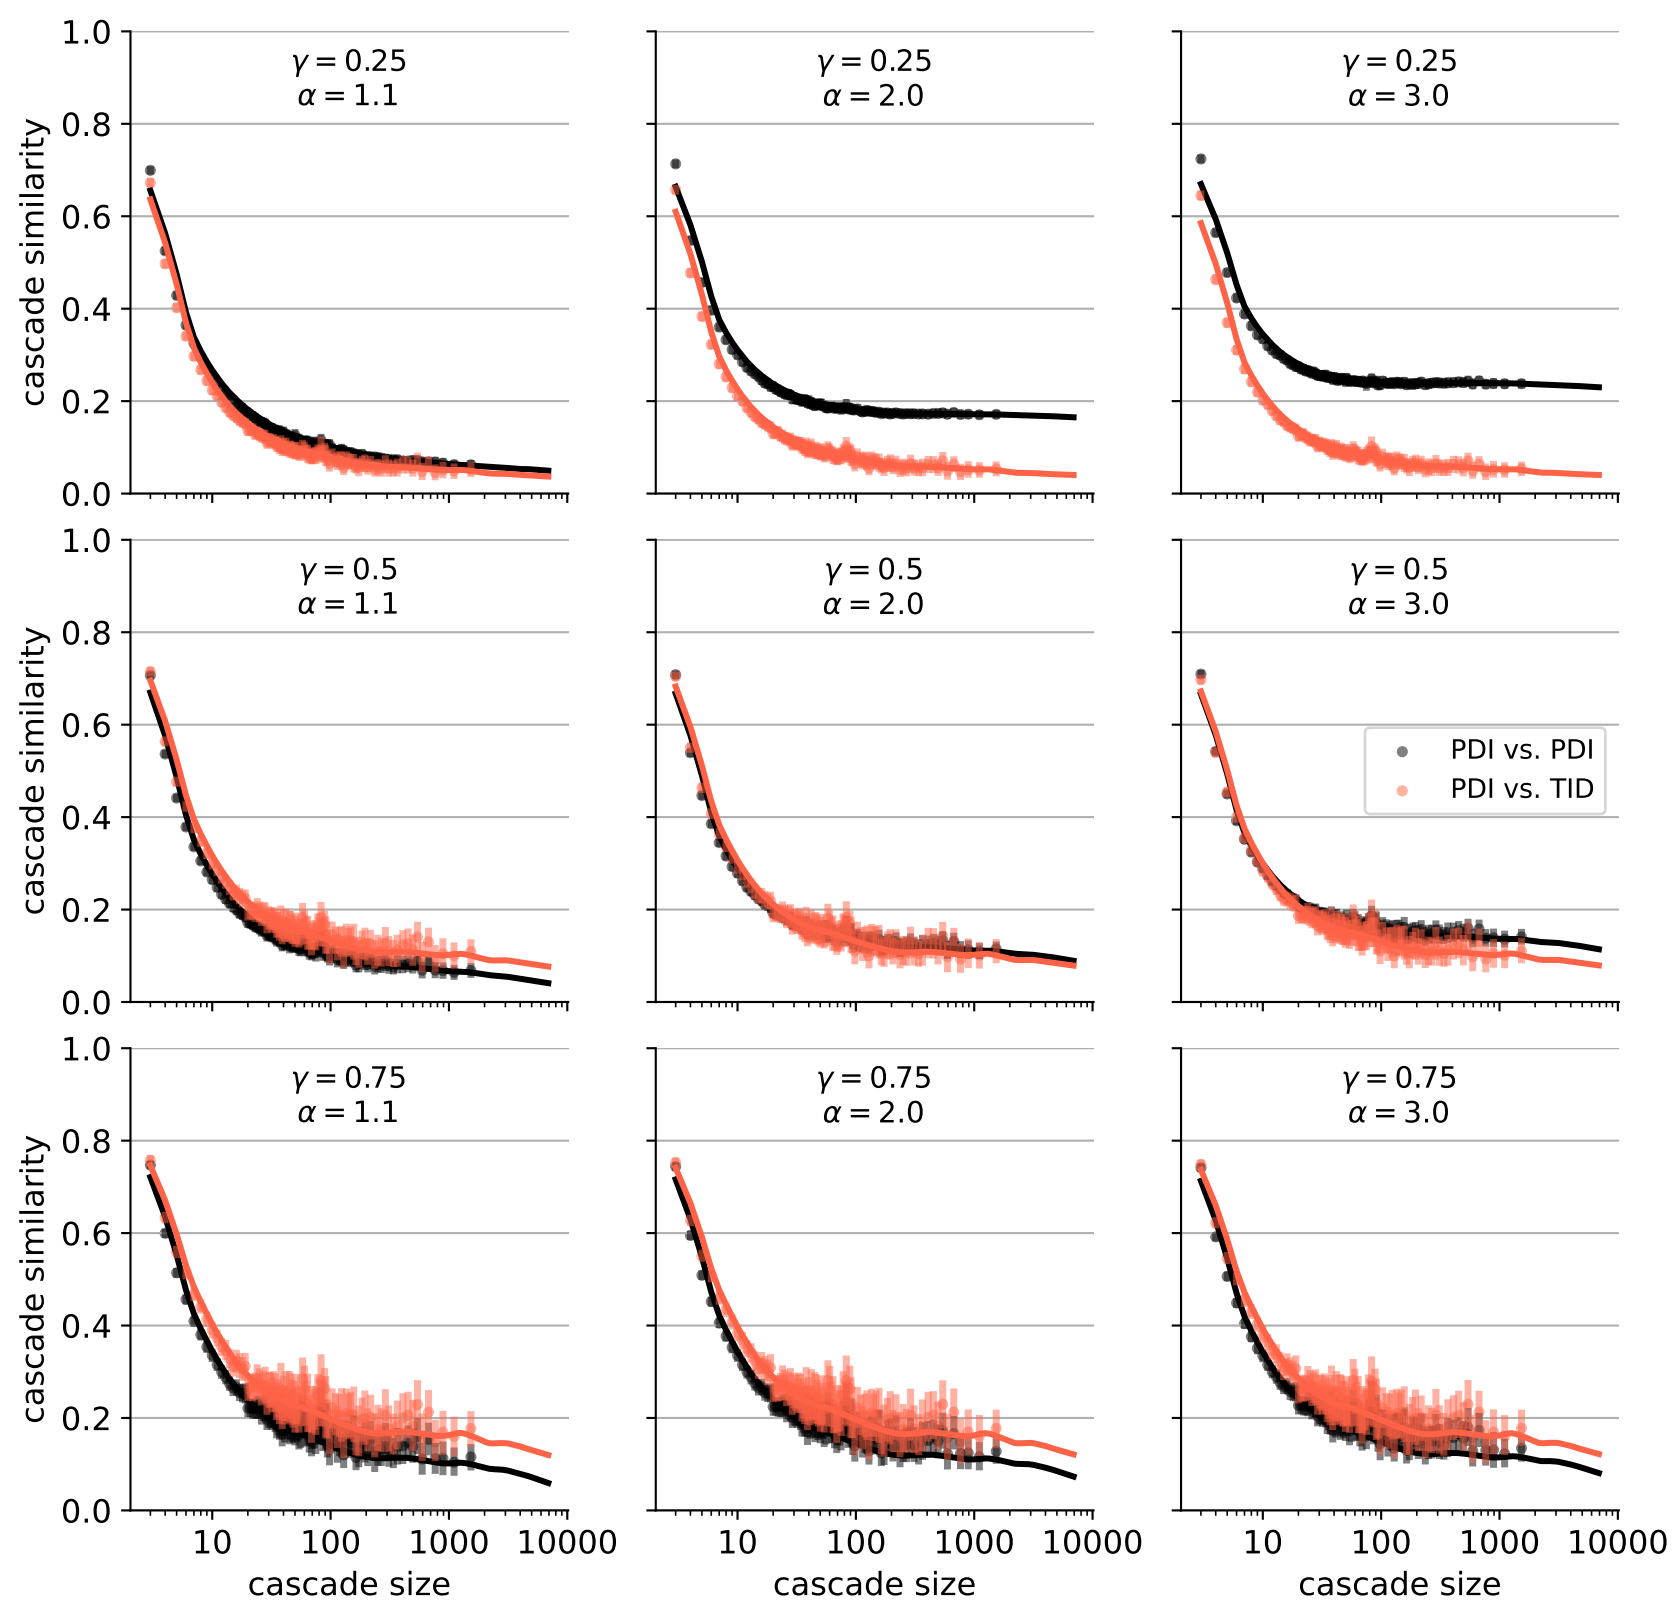 1.0
0.8
0.6
0.4
0.2
0.0
cascade similarity
γ = 0.25
α = 1.1
γ = 0.25
α = 2.0
γ = 0.25
α = 3.0
1.0
0.8
0.6
0.4
0.2
0.0
cascade similarity
γ = 0.5
α = 1.1
γ = 0.5
α = 2.0
γ = 0.5
α = 3.0
PDI vs. PDI
PDI vs. TID
1.0
0.8
0.6
0.4
0.2
0.0
cascade similarity
γ = 0.75
α = 1.1
γ = 0.75
α = 2.0
γ = 0.75
α = 3.0
10 100 1000 10000
10 100 1000 10000
10 100 1000 10000
cascade size
cascade size
cascade size